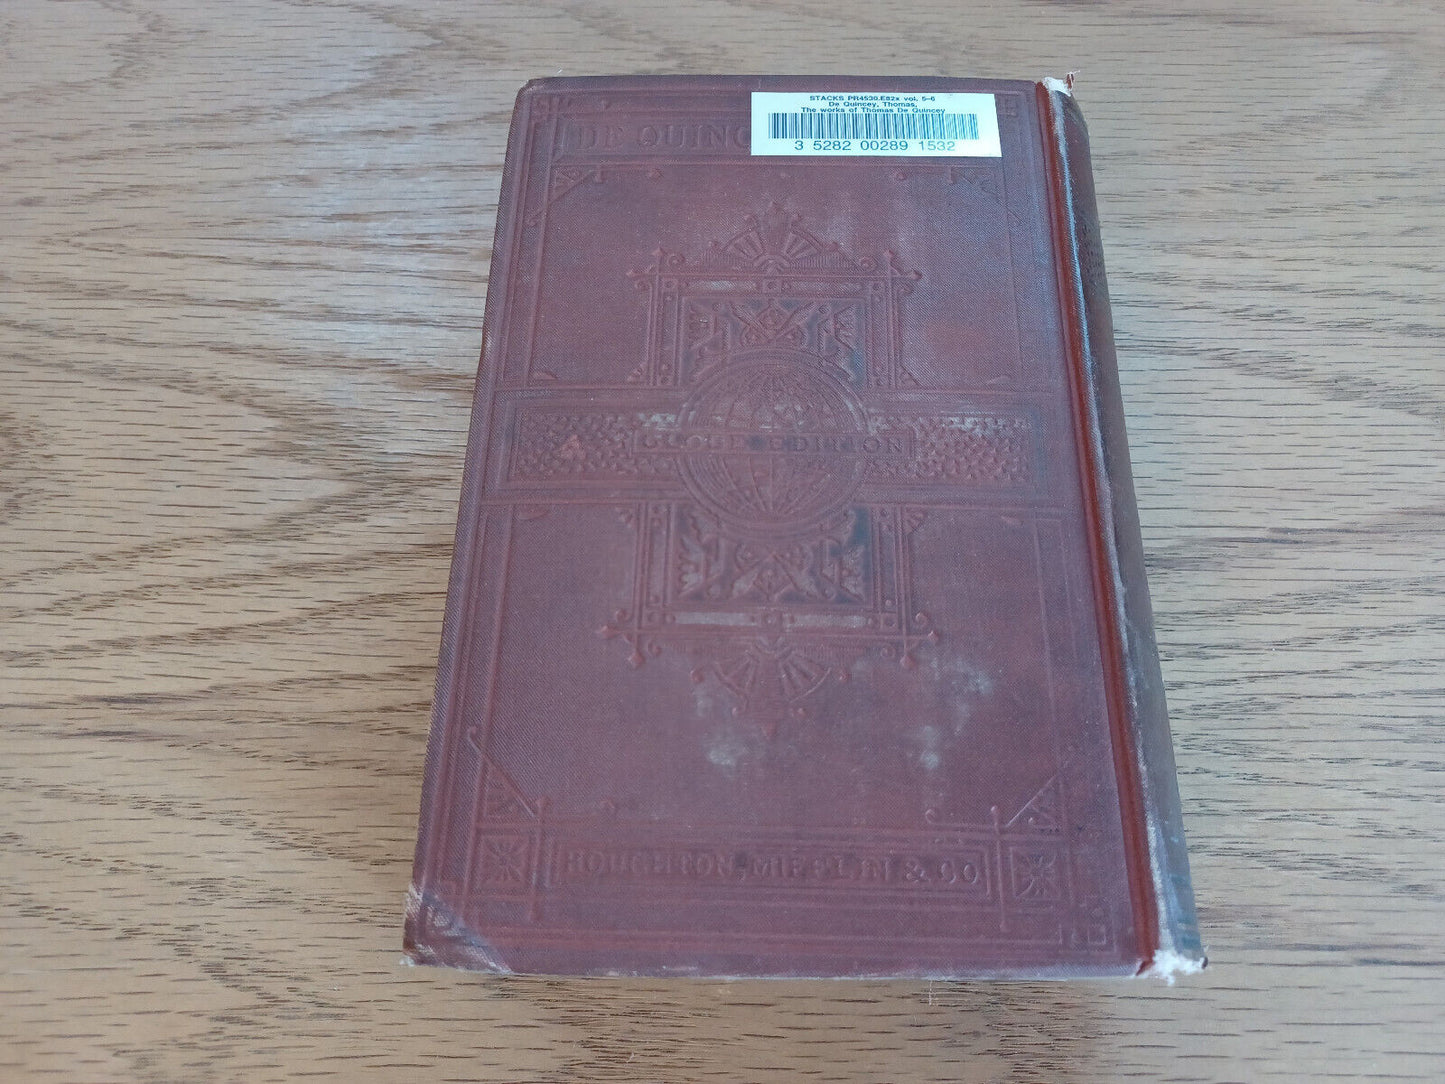 STACKS PR4530.E82x vol. 5-6
De Quincey, Thomas,
The works of Thomas De Quincey
3 5282 00289 1532
DE QUINC
GLOBE EDITION
HOUGHTON, MIFFLIN & CO